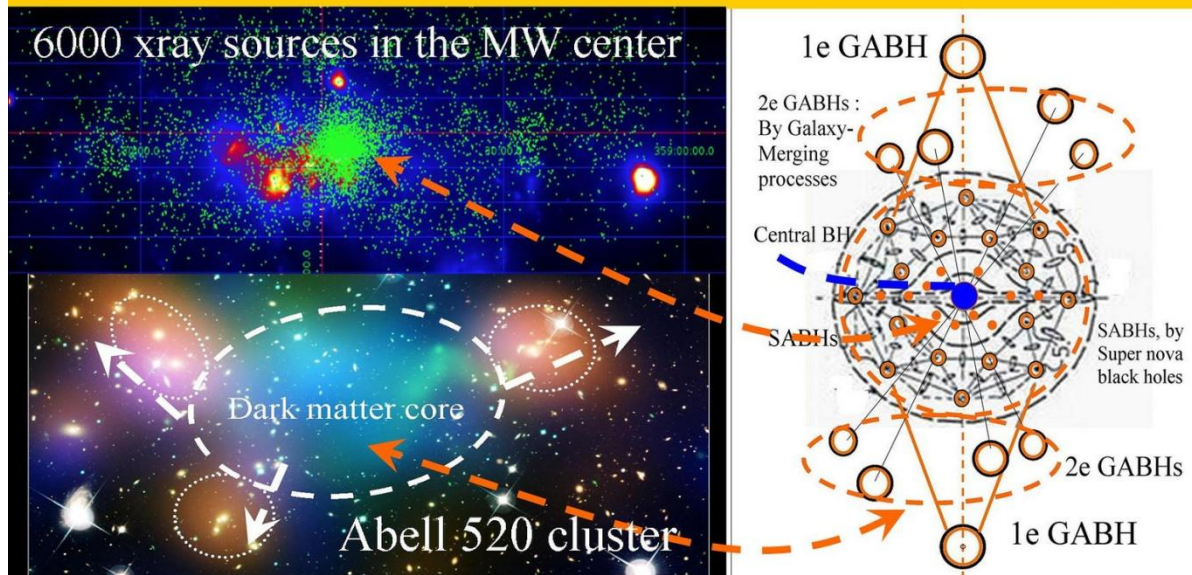 6000 xray sources in the MW center
Dark matter core
Abell 520 cluster
1e GABH
2e GABHs :
By Galaxy-
Merging
processes
Central BH
SABHs
SABHs, by
Super nova
black holes
2e GABHs
1e GABH